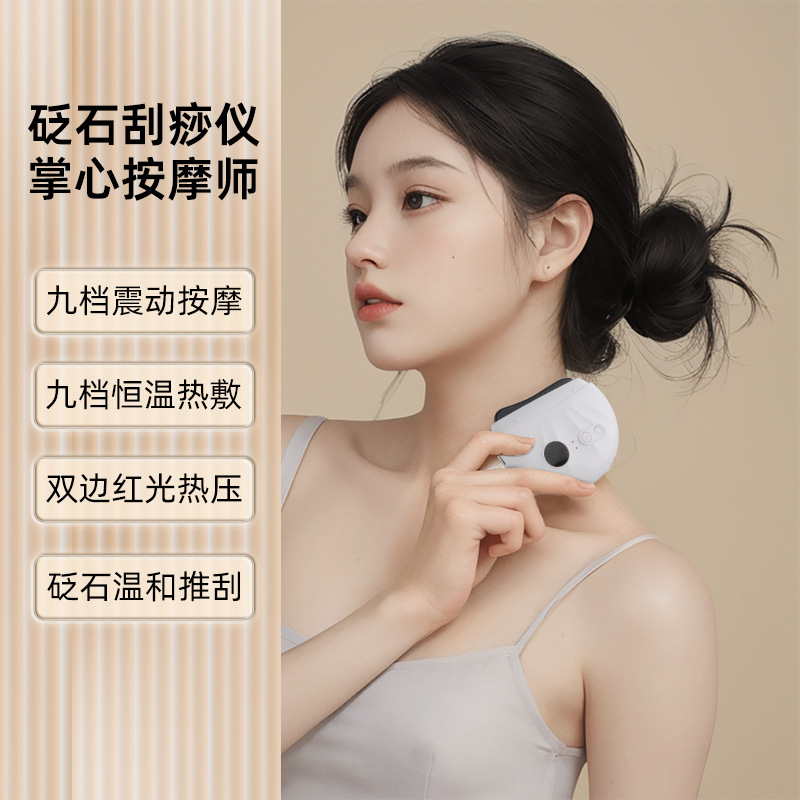 砭石刮痧仪
掌心按摩师
九档震动按摩
九档恒温热敷
双边红光热压
砭石温和推刮